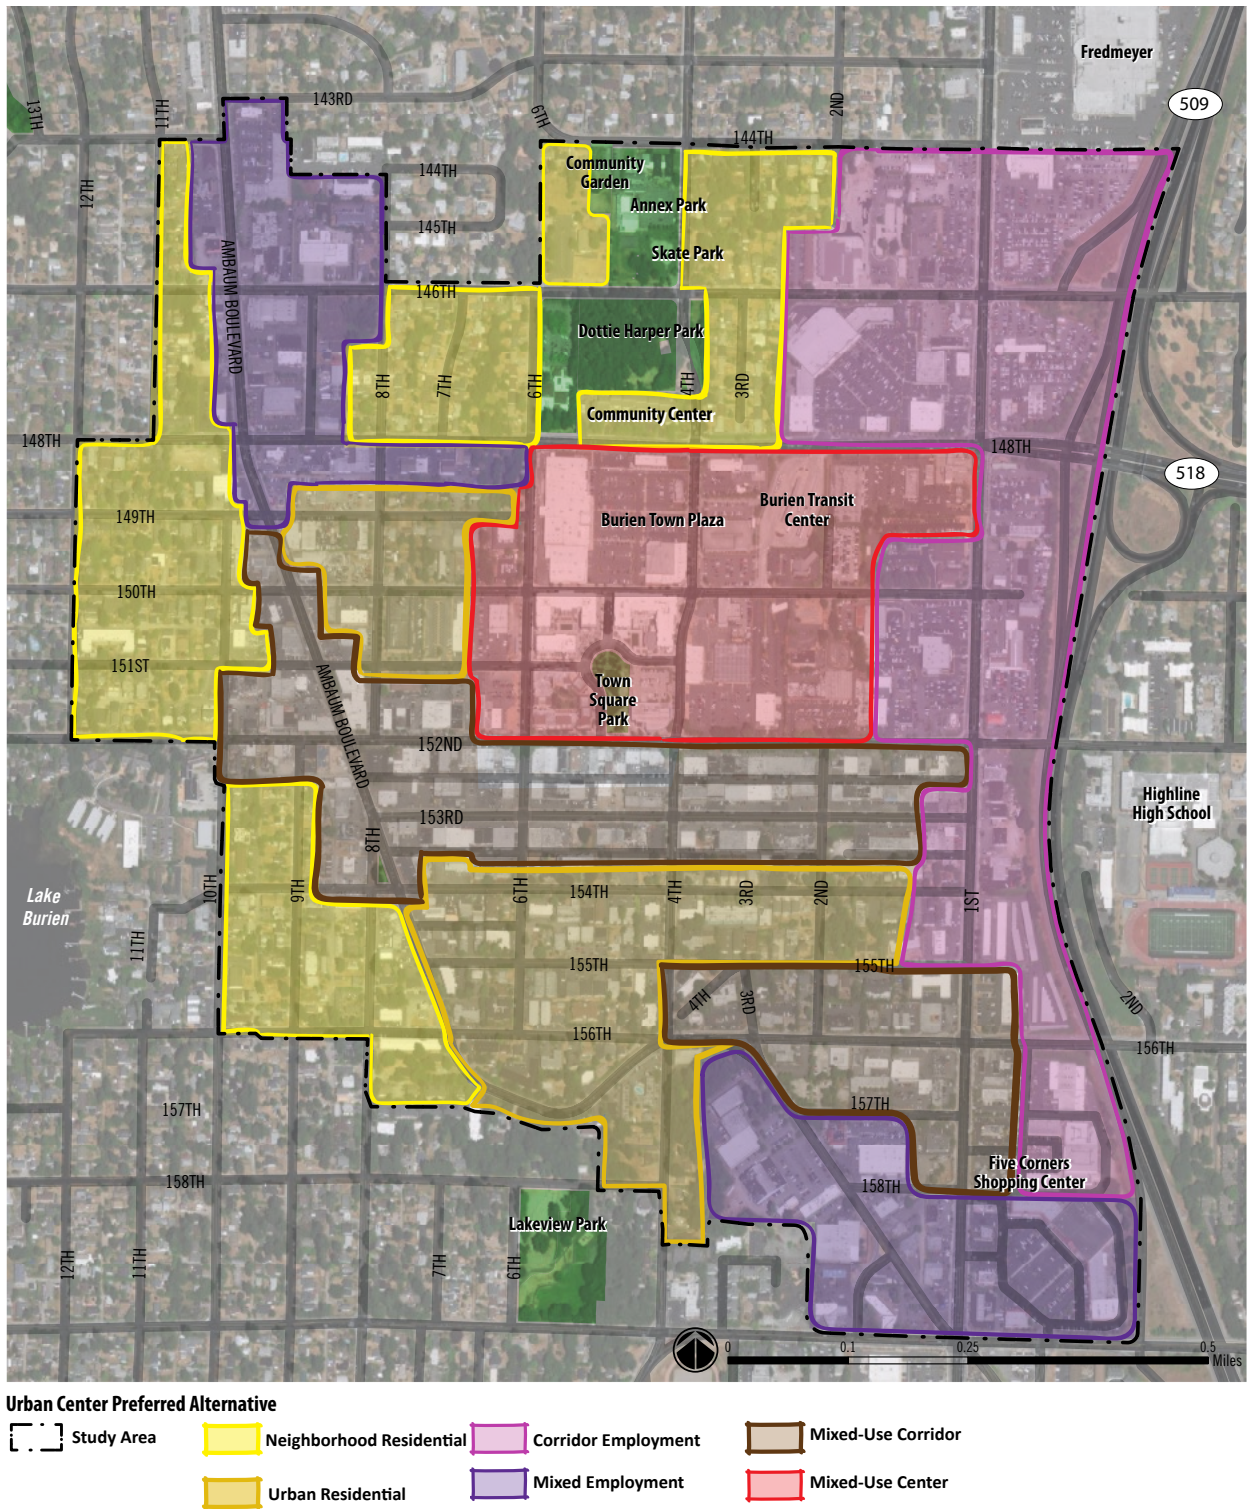 Fredmeyer
509
143RD
13TH
11TH
6TH
2ND
144TH
Community
Garden
144TH
12TH
Annex Park
145TH
Skate Park
AMBAUM BOULEVARD
146TH
Dottie Harper Park
8TH
7TH
6TH
4TH
3RD
Community Center
148TH
148TH
518
Burien Transit
Center
149TH
Burien Town Plaza
150TH
151ST
AMBAUM BOULEVARD
Town
Square
Park
152ND
Highline
High School
153RD
8TH
Lake
Burien
10TH
9TH
6TH
154TH
4TH
3RD
2ND
1ST
11TH
155TH
155TH
4TH
3RD
2ND
156TH
156TH
157TH
157TH
Five Corners
Shopping Center
158TH
158TH
Lakeview Park
12TH
11TH
7TH
6TH
0
0.1
0.25
0.5
Miles
Urban Center Preferred Alternative
Study Area
Neighborhood Residential
Corridor Employment
Mixed-Use Corridor
Urban Residential
Mixed Employment
Mixed-Use Center